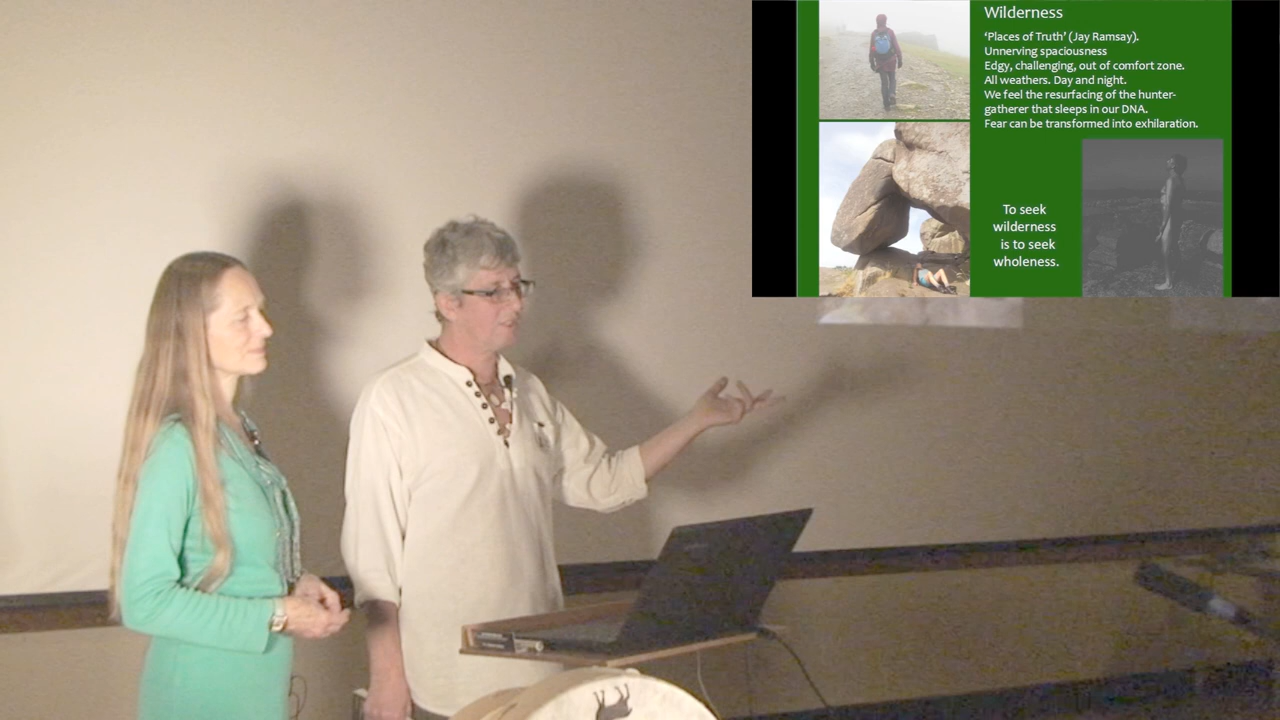 Wilderness
‘Places of Truth’ (Jay Ramsay).
Unnerving spaciousness
Edgy, challenging, out of comfort zone.
All weathers. Day and night.
We feel the resurfacing of the hunter-
gatherer that sleeps in our DNA.
Fear can be transformed into exhilaration.
To seek
wilderness
is to seek
wholeness.